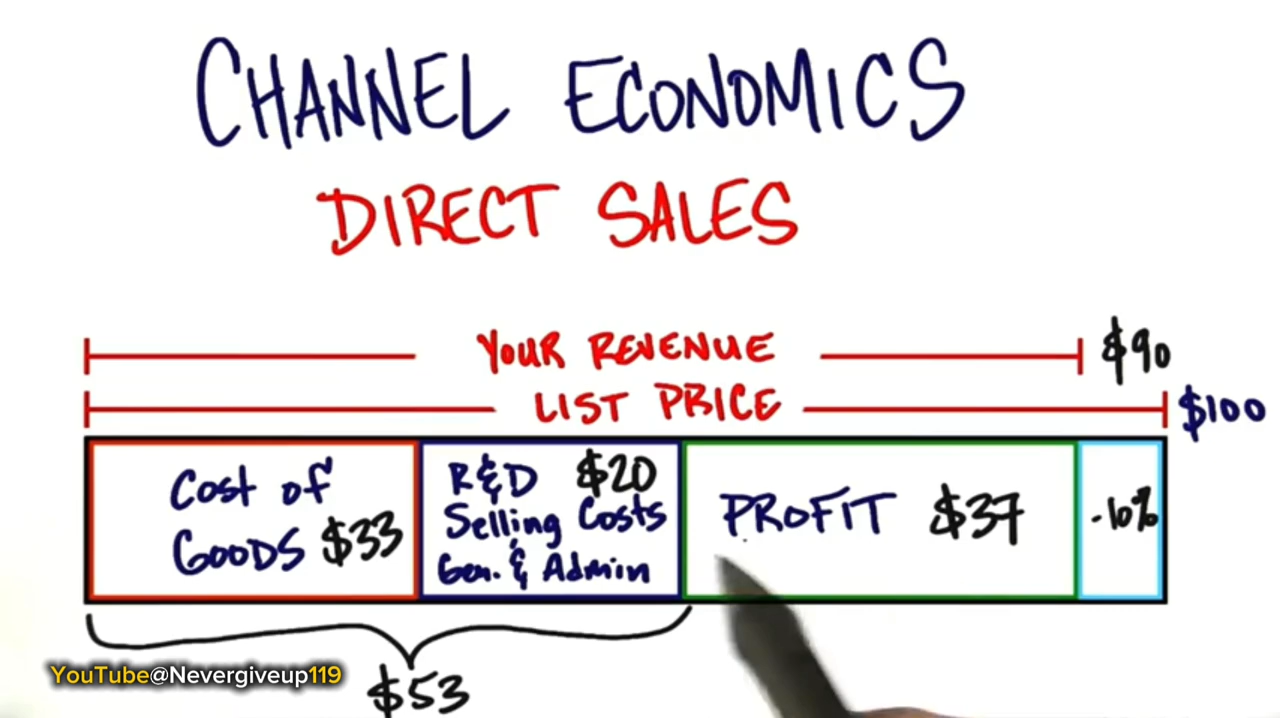 CHANNEL ECONOMICS
DIRECT SALES
YOUR REVENUE $90
LIST PRICE $100
Cost of
GOODS $33
R&D $20
Selling Costs
Gen. & Admin
PROFIT $37
-10%
$53
YouTube@Nevergiveup119